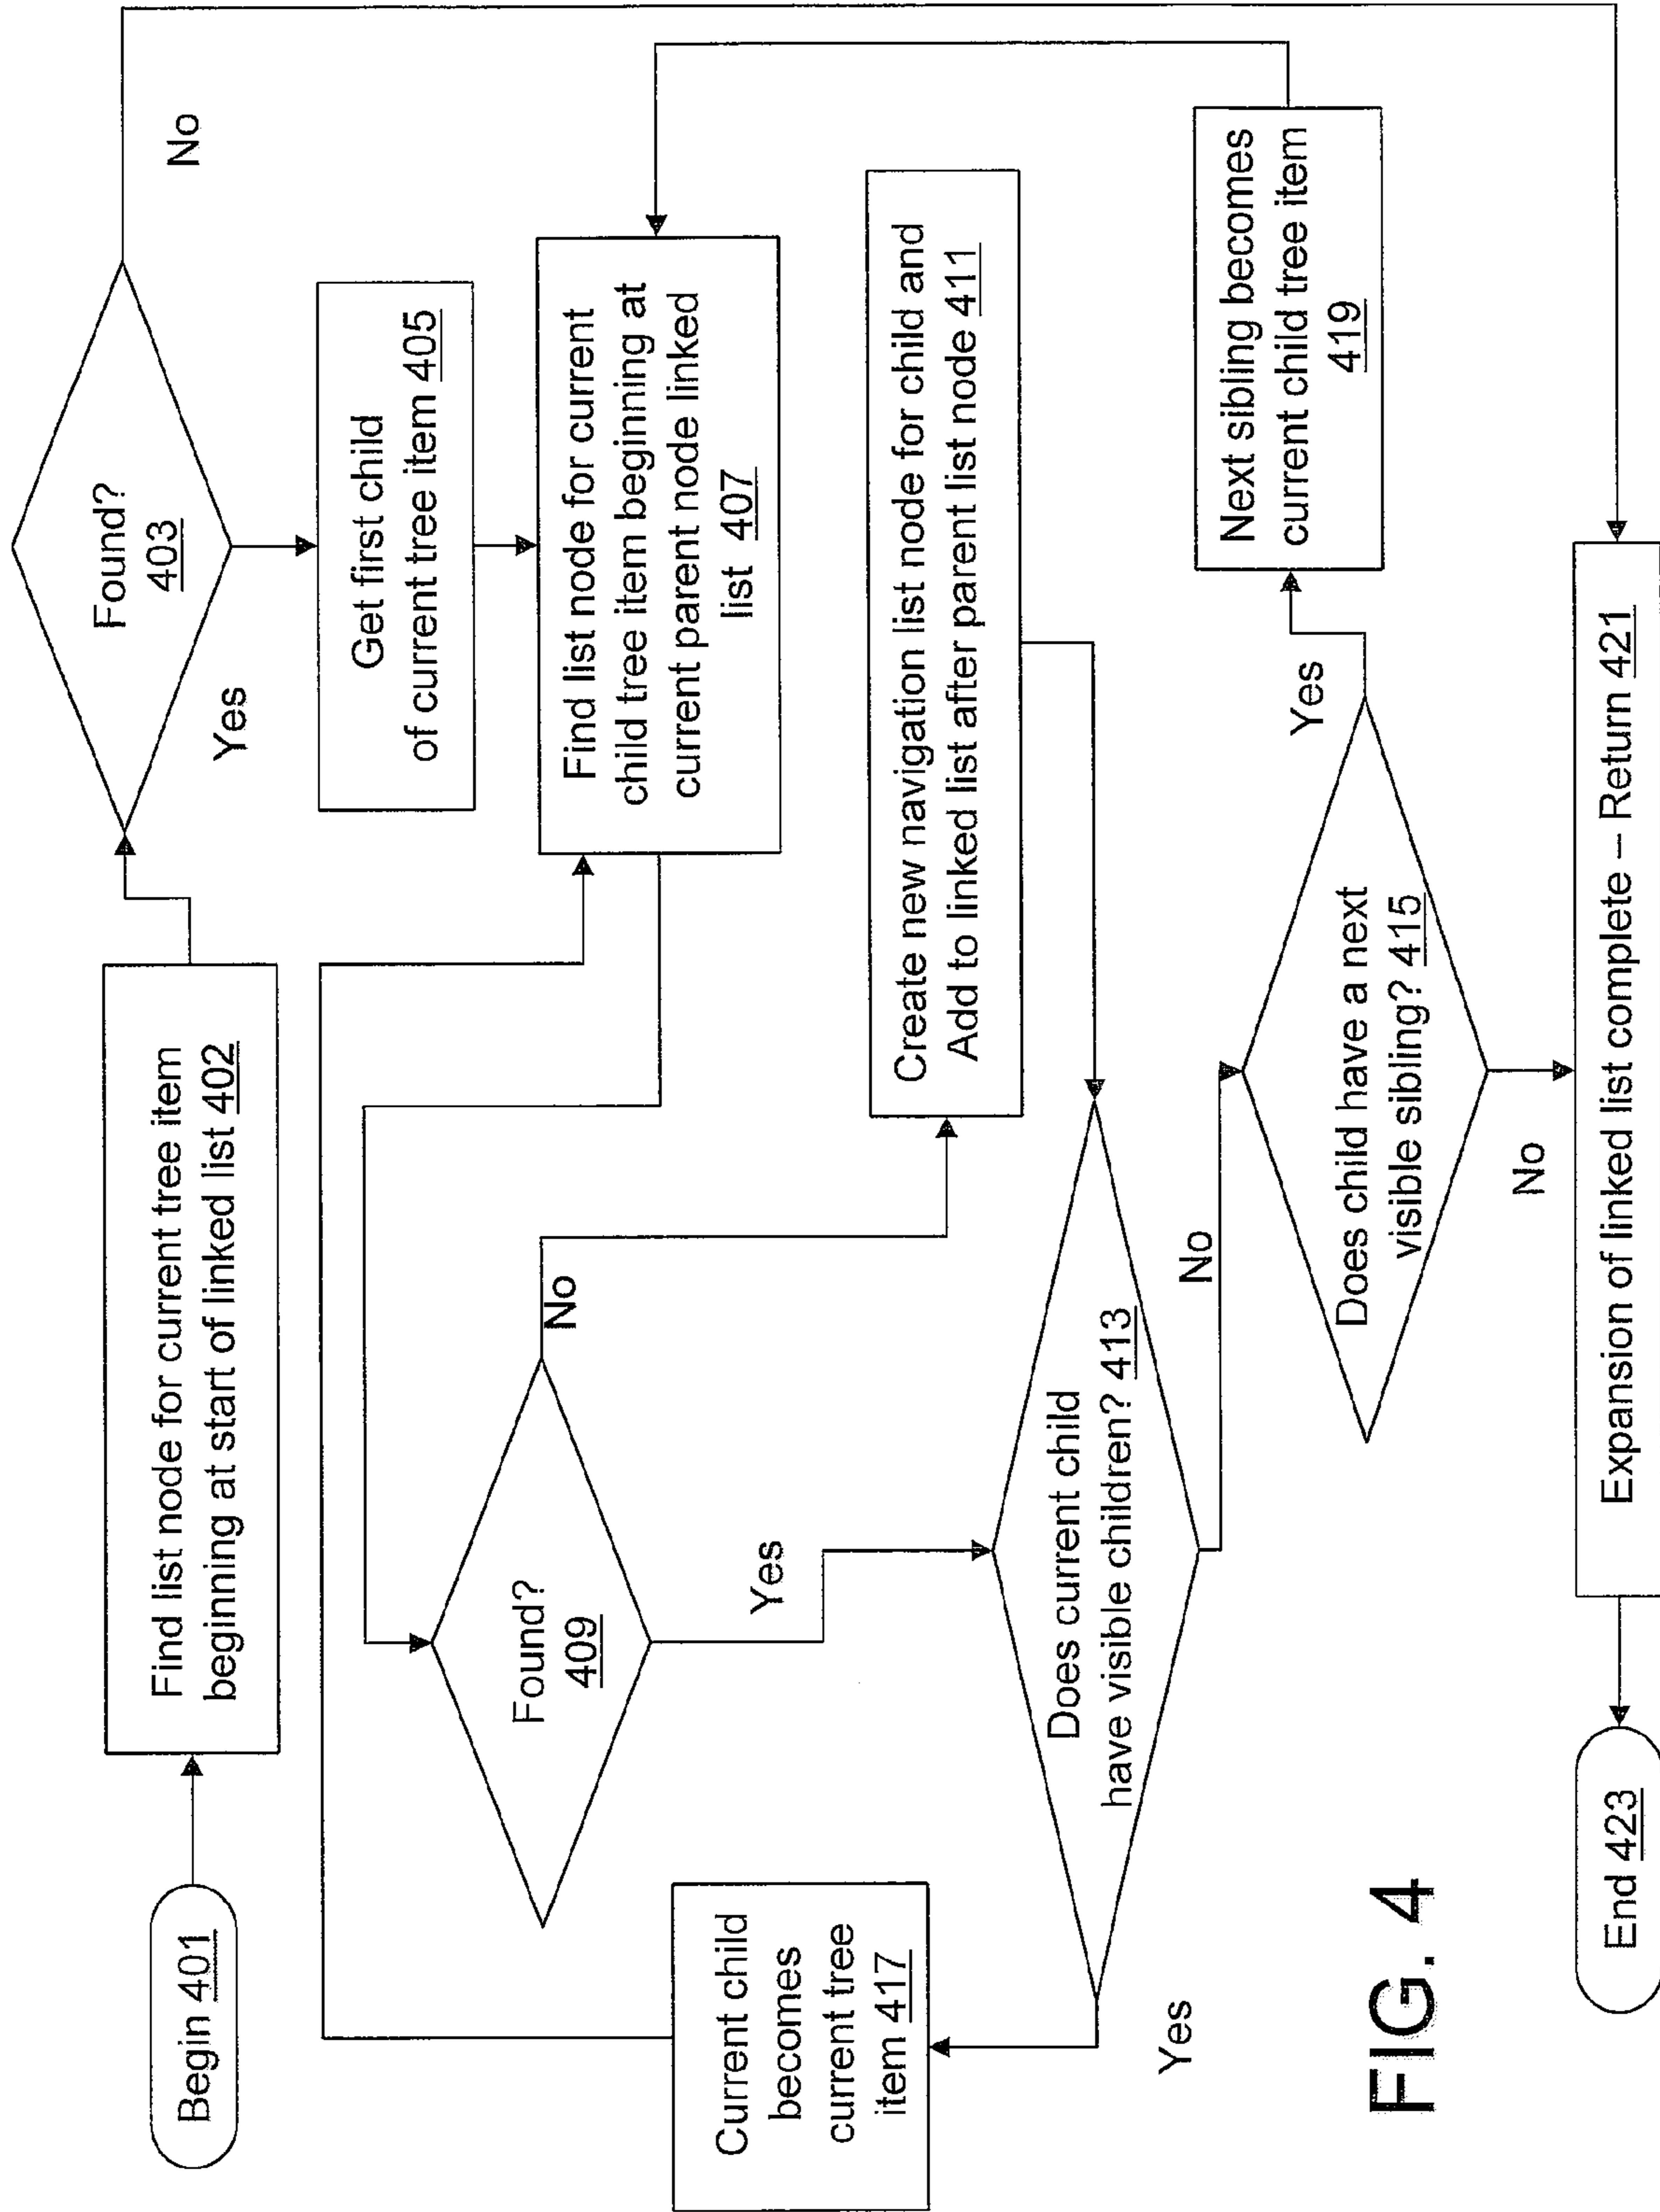 Begin 401
Find list node for current tree item
beginning at start of linked list 402
Found?
403
No
Yes
Get first child
of current tree item 405
Find list node for current
child tree item beginning at
current parent node linked
list 407
Found?
409
No
Yes
Create new navigation list node for child and
Add to linked list after parent list node 411
Current child
becomes
current tree
item 417
Does current child
have visible children? 413
Yes
No
Does child have a next
visible sibling? 415
Yes
No
Next sibling becomes
current child tree item
419
Expansion of linked list complete – Return 421
End 423
FIG. 4